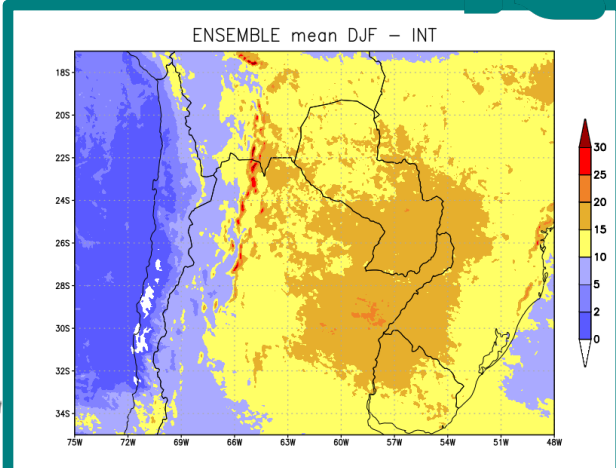 ENSEMBLE mean DJF – INT
18S
20S
22S
24S
26S
28S
30S
32S
34S
75W 72W 69W 66W 63W 60W 57W 54W 51W 48W
30
25
20
15
10
5
2
0